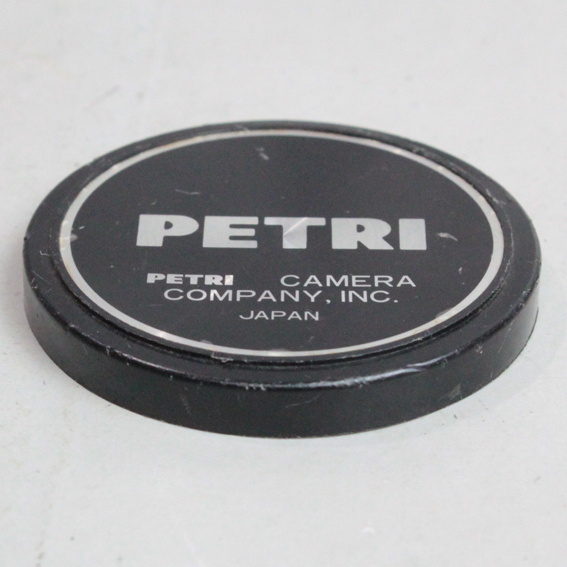 PETRI
PETRI CAMERA
COMPANY, INC.
JAPAN